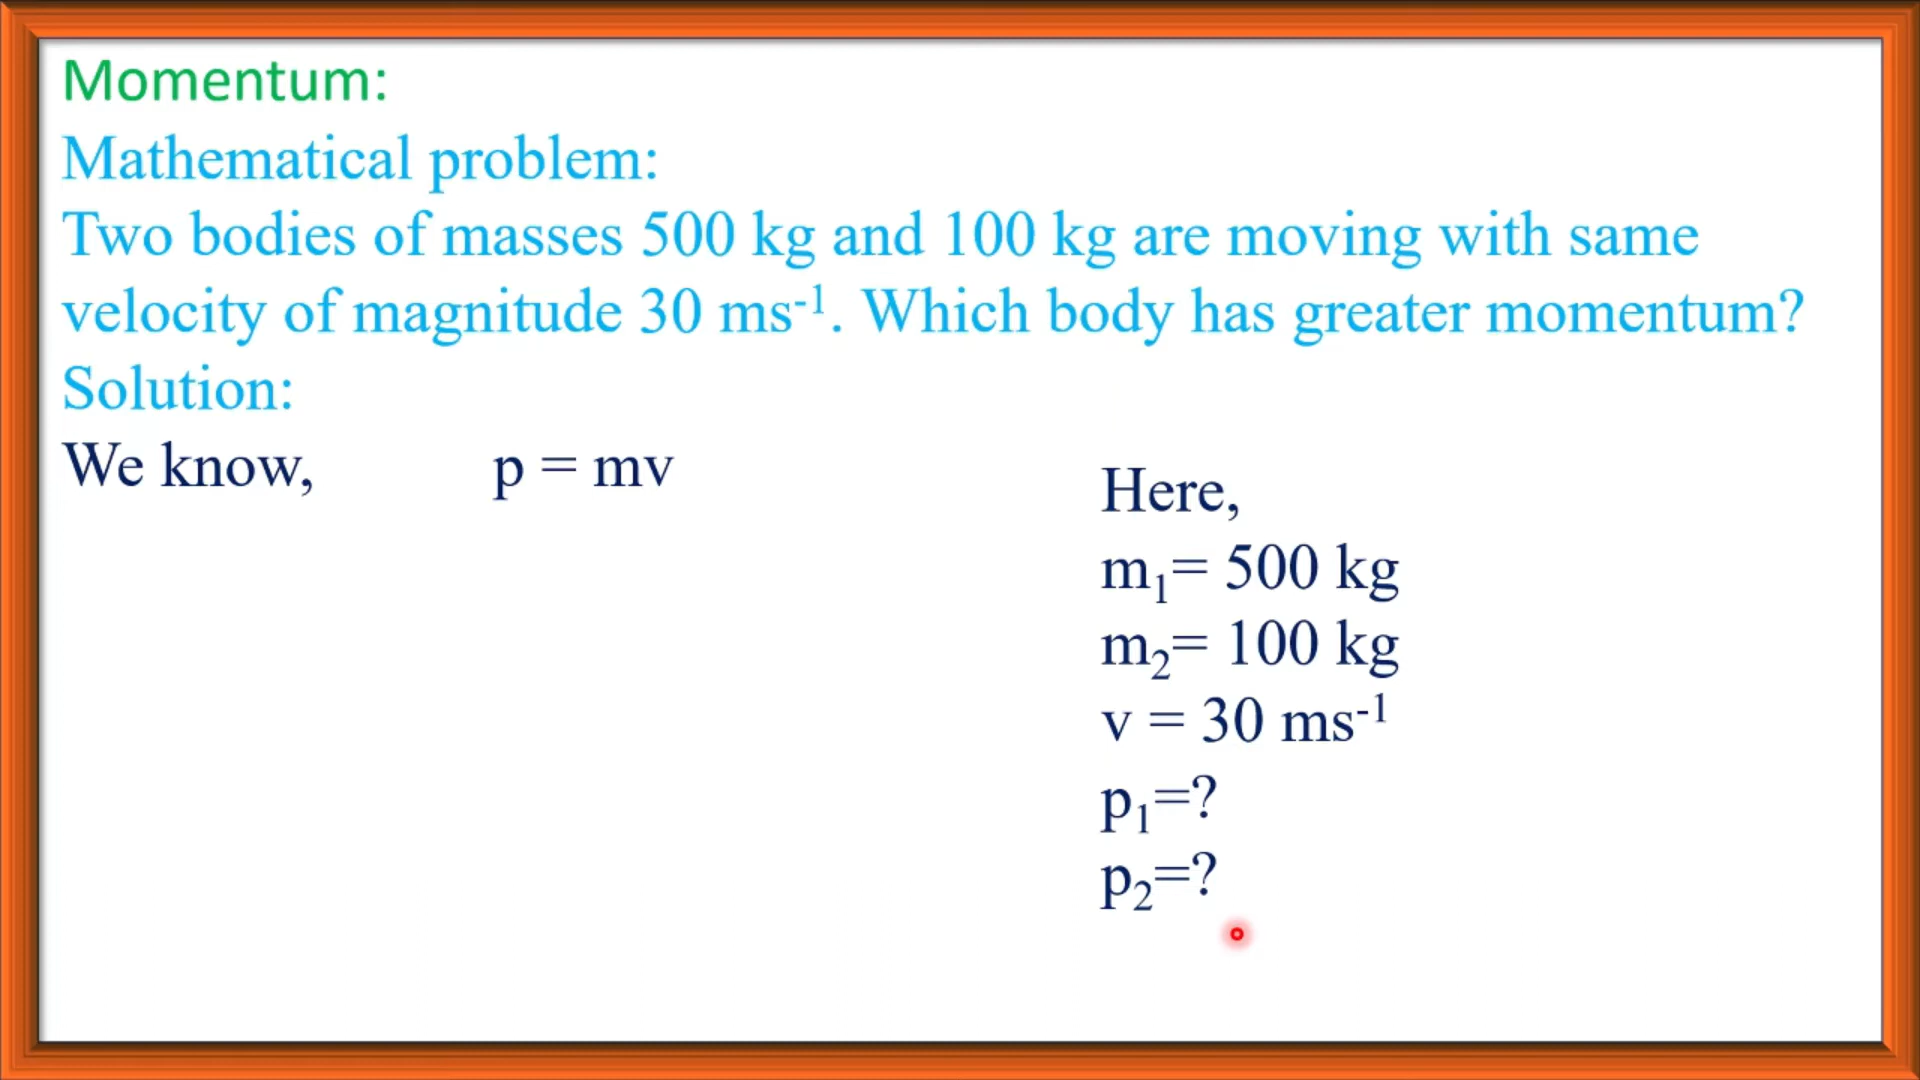 Momentum:
Mathematical problem:
Two bodies of masses 500 kg and 100 kg are moving with same
velocity of magnitude 30 ms⁻¹. Which body has greater momentum?
Solution:
We know, p = mv
Here,
m₁= 500 kg
m₂= 100 kg
v = 30 ms⁻¹
p₁=?
p₂=?